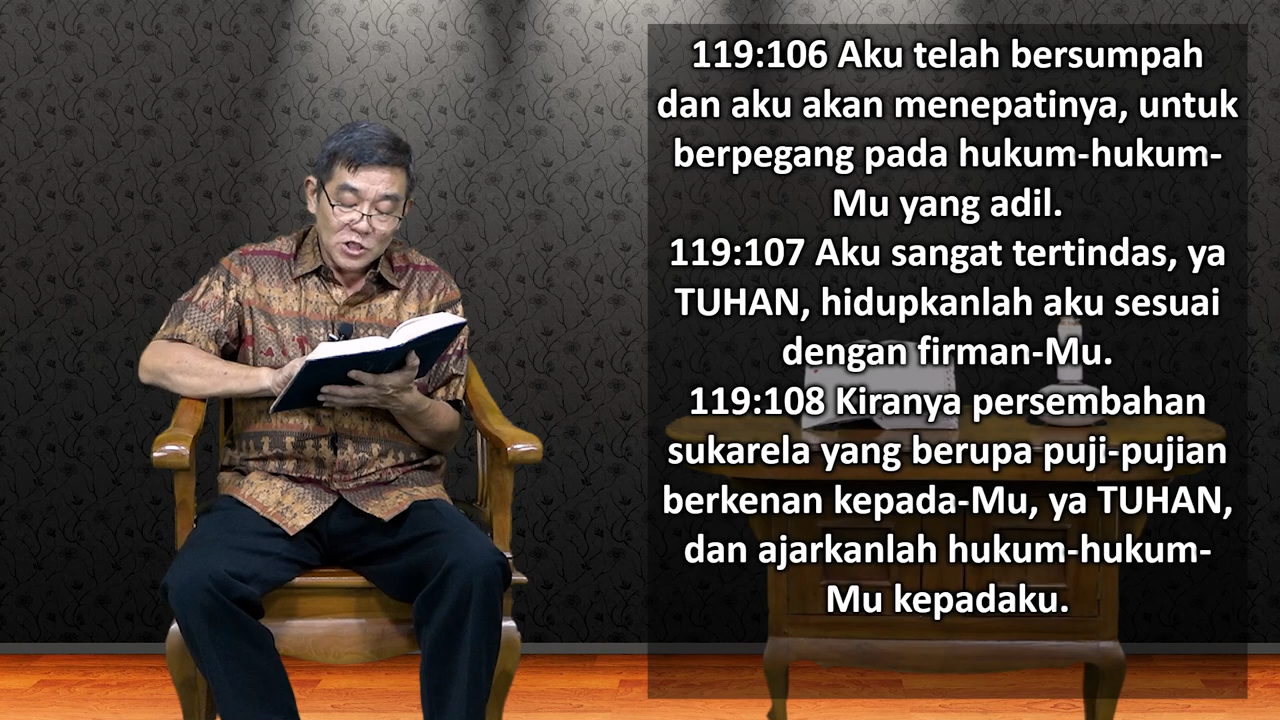 119:106 Aku telah bersumpah
dan aku akan menepatinya, untuk
berpegang pada hukum-hukum-
Mu yang adil.
119:107 Aku sangat tertindas, ya
TUHAN, hidupkanlah aku sesuai
dengan firman-Mu.
119:108 Kiranya persembahan
sukarela yang berupa puji-pujian
berkenan kepada-Mu, ya TUHAN,
dan ajarkanlah hukum-hukum-
Mu kepadaku.